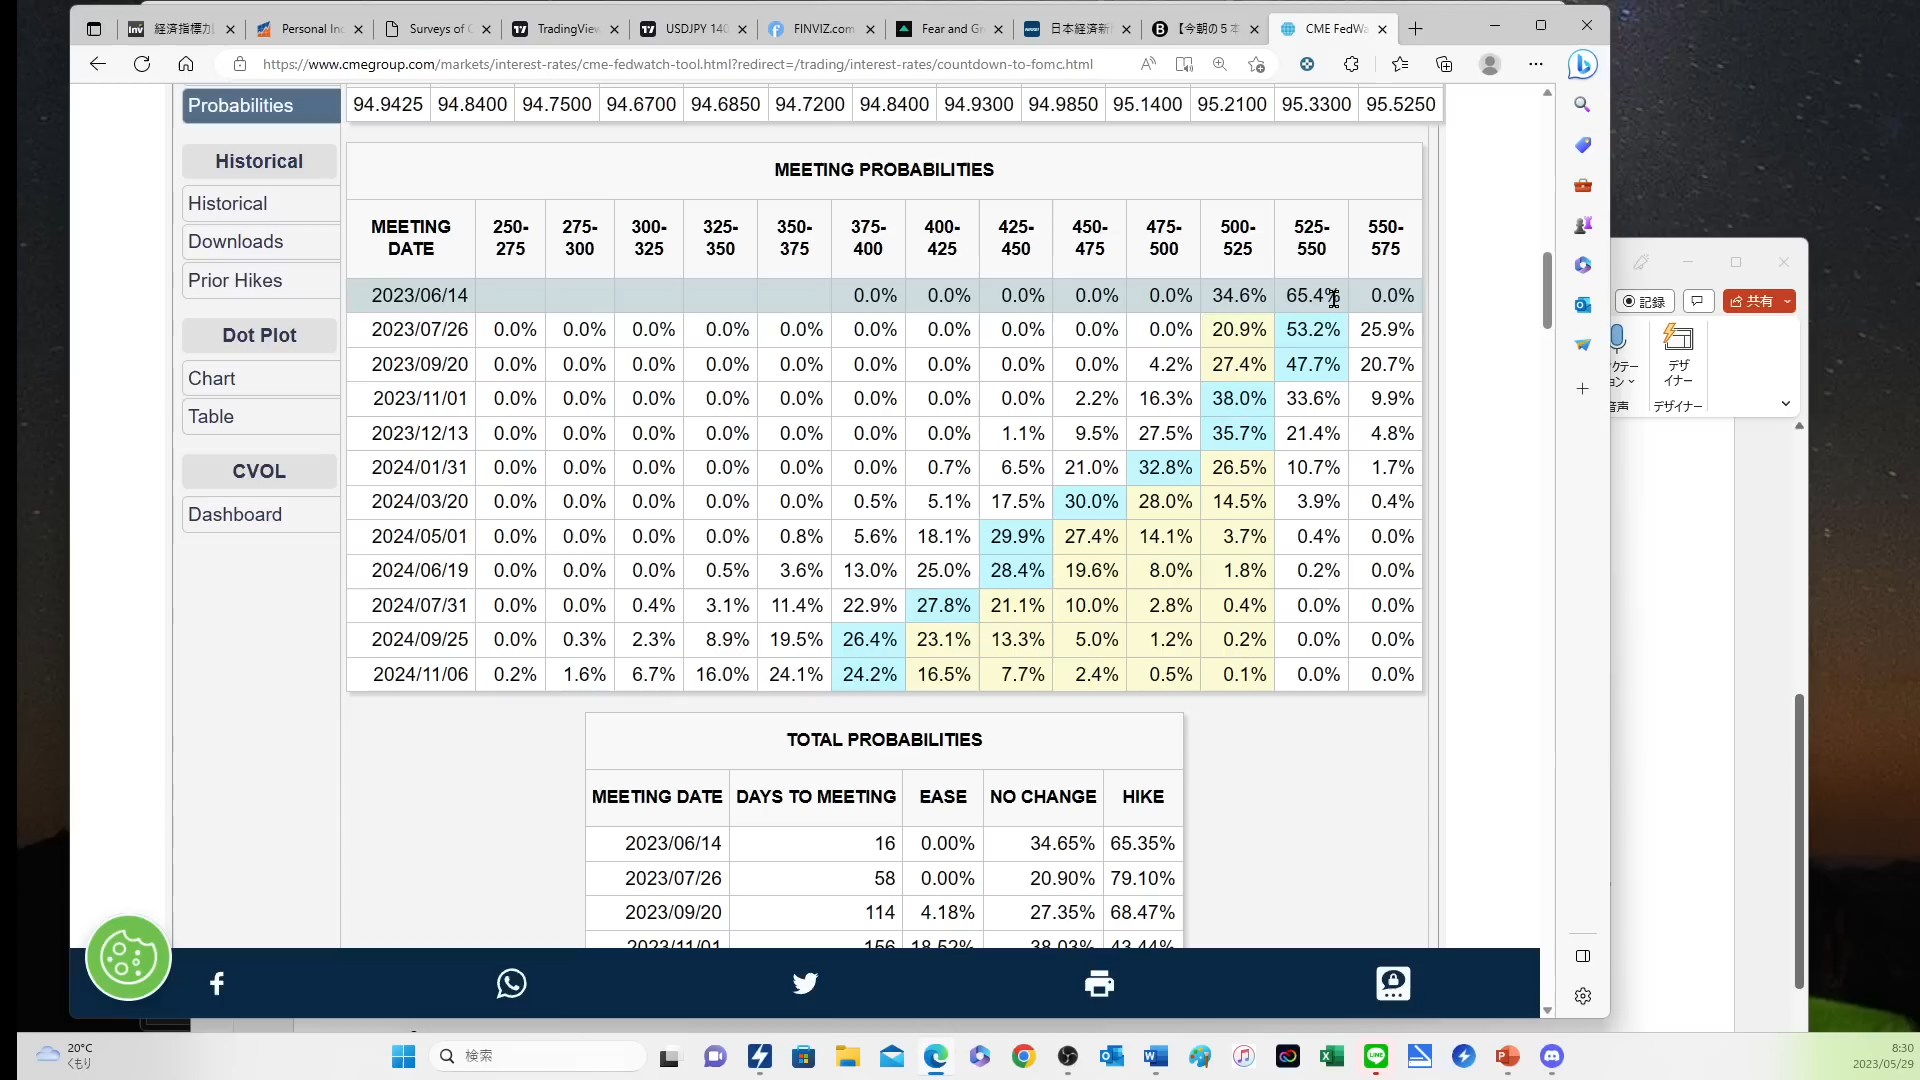 経済指標カレ
Personal Inc
Surveys of C
TradingView
USDJPY 140
FINVIZ.com
Fear and Gr
日本経済新
【今朝の5本
CME FedWa
https://www.cmegroup.com/markets/interest-rates/cme-fedwatch-tool.html?redirect=/trading/interest-rates/countdown-to-fomc.html
Probabilities
94.9425 94.8400 94.7500 94.6700 94.6850 94.7200 94.8400 94.9300 94.9850 95.1400 95.2100 95.3300 95.5250
Historical
Historical
Downloads
Prior Hikes
Dot Plot
Chart
Table
CVOL
Dashboard
MEETING PROBABILITIES
MEETING DATE 250-275 275-300 300-325 325-350 350-375 375-400 400-425 425-450 450-475 475-500 500-525 525-550 550-575
2023/06/14 0.0% 0.0% 0.0% 0.0% 0.0% 34.6% 65.4% 0.0%
2023/07/26 0.0% 0.0% 0.0% 0.0% 0.0% 0.0% 0.0% 0.0% 0.0% 0.0% 20.9% 53.2% 25.9%
2023/09/20 0.0% 0.0% 0.0% 0.0% 0.0% 0.0% 0.0% 0.0% 0.0% 4.2% 27.4% 47.7% 20.7%
2023/11/01 0.0% 0.0% 0.0% 0.0% 0.0% 0.0% 0.0% 0.0% 2.2% 16.3% 38.0% 33.6% 9.9%
2023/12/13 0.0% 0.0% 0.0% 0.0% 0.0% 0.0% 0.0% 1.1% 9.5% 27.5% 35.7% 21.4% 4.8%
2024/01/31 0.0% 0.0% 0.0% 0.0% 0.0% 0.0% 0.7% 6.5% 21.0% 32.8% 26.5% 10.7% 1.7%
2024/03/20 0.0% 0.0% 0.0% 0.0% 0.0% 0.5% 5.1% 17.5% 30.0% 28.0% 14.5% 3.9% 0.4%
2024/05/01 0.0% 0.0% 0.0% 0.0% 0.8% 5.6% 18.1% 29.9% 27.4% 14.1% 3.7% 0.4% 0.0%
2024/06/19 0.0% 0.0% 0.0% 0.5% 3.6% 13.0% 25.0% 28.4% 19.6% 8.0% 1.8% 0.2% 0.0%
2024/07/31 0.0% 0.0% 0.4% 3.1% 11.4% 22.9% 27.8% 21.1% 10.0% 2.8% 0.4% 0.0% 0.0%
2024/09/25 0.0% 0.3% 2.3% 8.9% 19.5% 26.4% 23.1% 13.3% 5.0% 1.2% 0.2% 0.0% 0.0%
2024/11/06 0.2% 1.6% 6.7% 16.0% 24.1% 24.2% 16.5% 7.7% 2.4% 0.5% 0.1% 0.0% 0.0%
TOTAL PROBABILITIES
MEETING DATE DAYS TO MEETING EASE NO CHANGE HIKE
2023/06/14 16 0.00% 34.65% 65.35%
2023/07/26 58 0.00% 20.90% 79.10%
2023/09/20 114 4.18% 27.35% 68.47%
2023/11/01 156 18.52% 38.03% 43.44%
記録
共有
デザ
イナー
音声
デザイナー
20°C
くもり
検索
8:30
2023/05/29